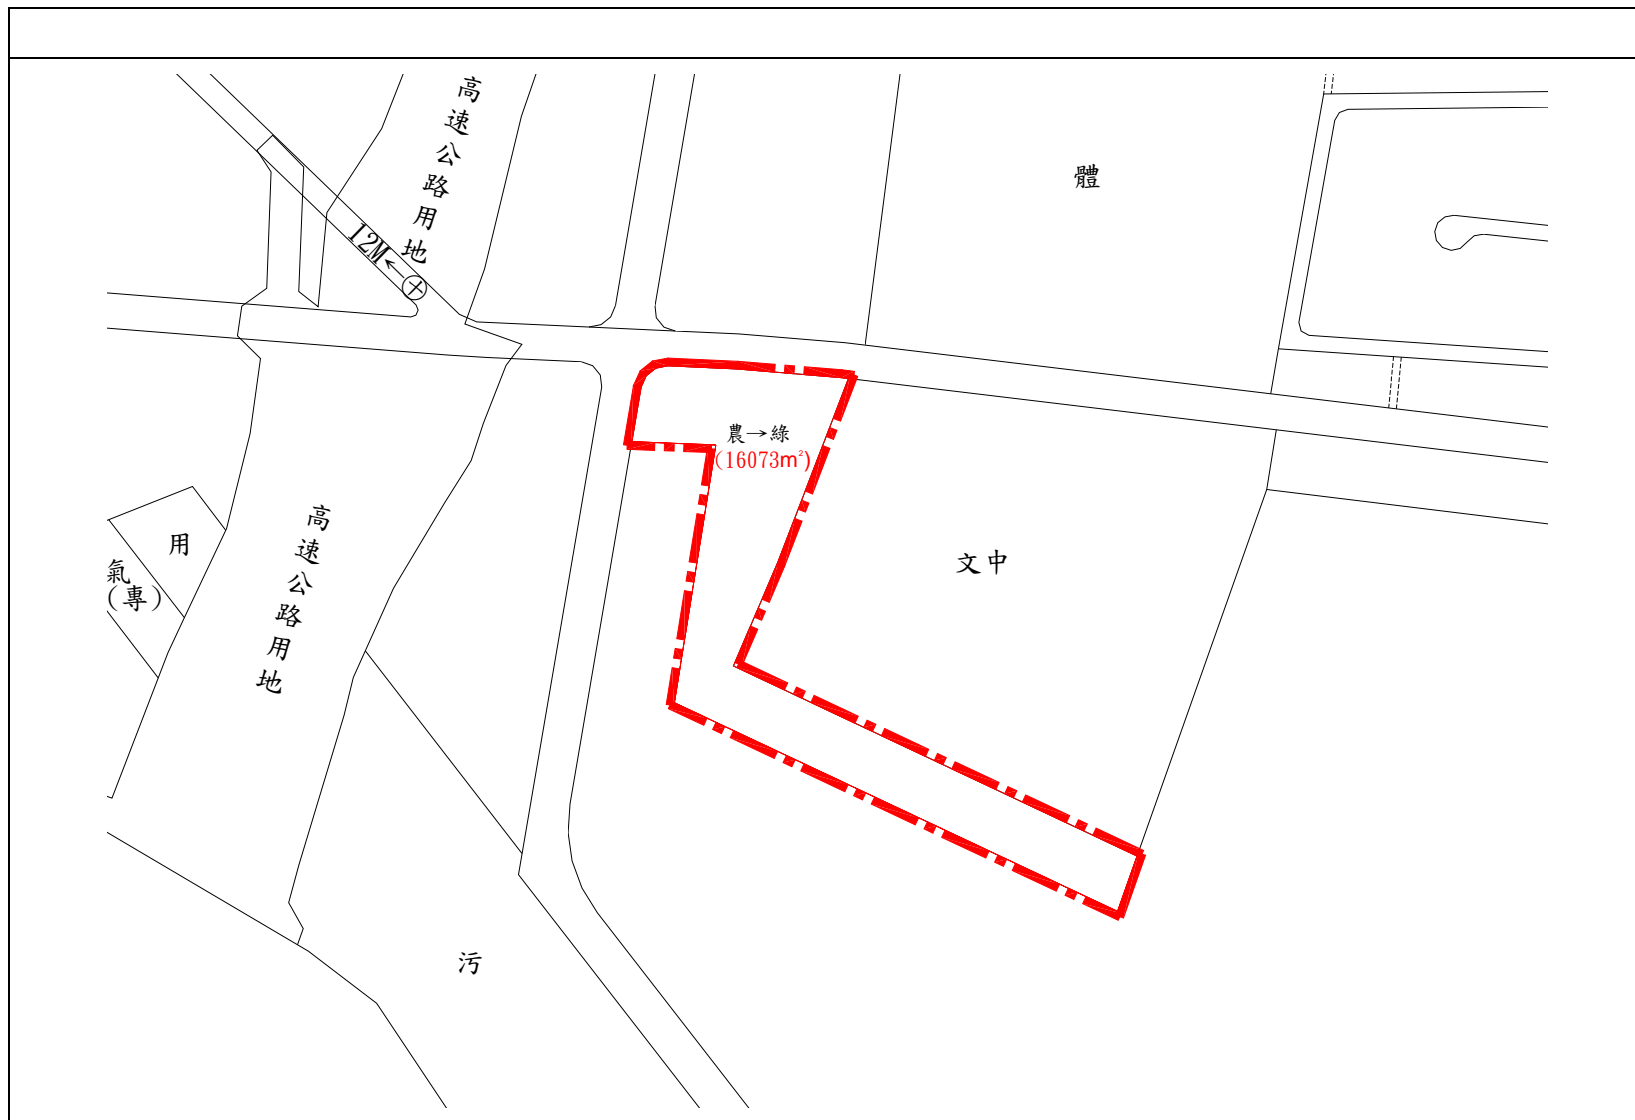 高速公路用地
體
12M
農→綠
(16073m²)
高速公路用地
用
氣
(專)
文中
污